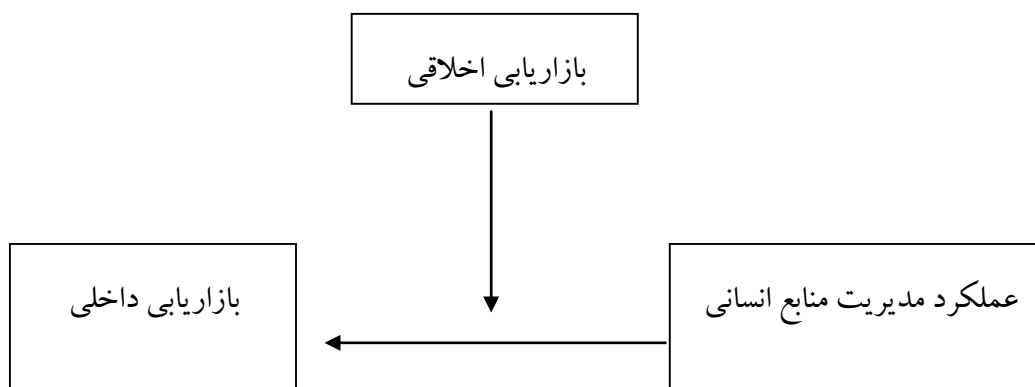 بازاریابی اخلاقی
عملکرد مدیریت منابع انسانی
بازاریابی داخلی